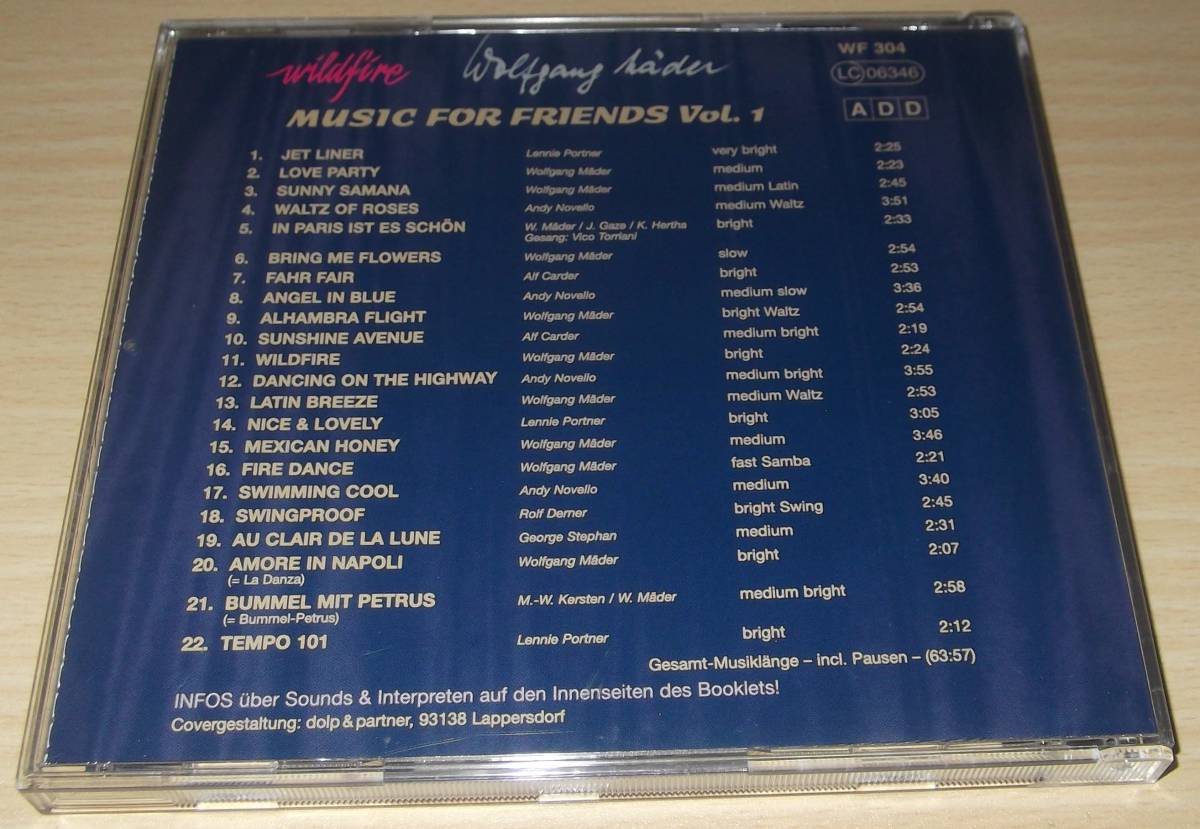 wildfire Wolfgang Mäder WF 304
LC 06346
MUSIC FOR FRIENDS Vol. 1 A D D
1. JET LINER Lennie Portner very bright 2:25
2. LOVE PARTY Wolfgang Mäder medium 2:23
3. SUNNY SAMANA Wolfgang Mäder medium Latin 2:45
4. WALTZ OF ROSES Andy Novello medium Waltz 3:51
5. IN PARIS IST ES SCHÖN W. Mäder / J. Gaze / K. Hertha bright 2:33
Gesang: Vico Torriani
6. BRING ME FLOWERS Wolfgang Mäder slow 2:54
7. FAHR FAIR Alf Carder bright 2:53
8. ANGEL IN BLUE Andy Novello medium slow 3:36
9. ALHAMBRA FLIGHT Wolfgang Mäder bright Waltz 2:54
10. SUNSHINE AVENUE Alf Carder medium bright 2:19
11. WILDFIRE Wolfgang Mäder bright 2:24
12. DANCING ON THE HIGHWAY Andy Novello medium bright 3:55
13. LATIN BREEZE Wolfgang Mäder medium Waltz 2:53
14. NICE & LOVELY Lennie Portner bright 3:05
15. MEXICAN HONEY Wolfgang Mäder medium 3:46
16. FIRE DANCE Wolfgang Mäder fast Samba 2:21
17. SWIMMING COOL Andy Novello medium 3:40
18. SWINGPROOF Rolf Derner bright Swing 2:45
19. AU CLAIR DE LA LUNE George Stephan medium 2:31
20. AMORE IN NAPOLI Wolfgang Mäder bright 2:07
(= La Danza)
21. BUMMEL MIT PETRUS M.-W. Kersten / W. Mäder medium bright 2:58
(= Bummel-Petrus)
22. TEMPO 101 Lennie Portner bright 2:12
Gesamt-Musiklänge – incl. Pausen – (63:57)
INFOS über Sounds & Interpreten auf den Innenseiten des Booklets!
Covergestaltung: dolp & partner, 93138 Lappersdorf